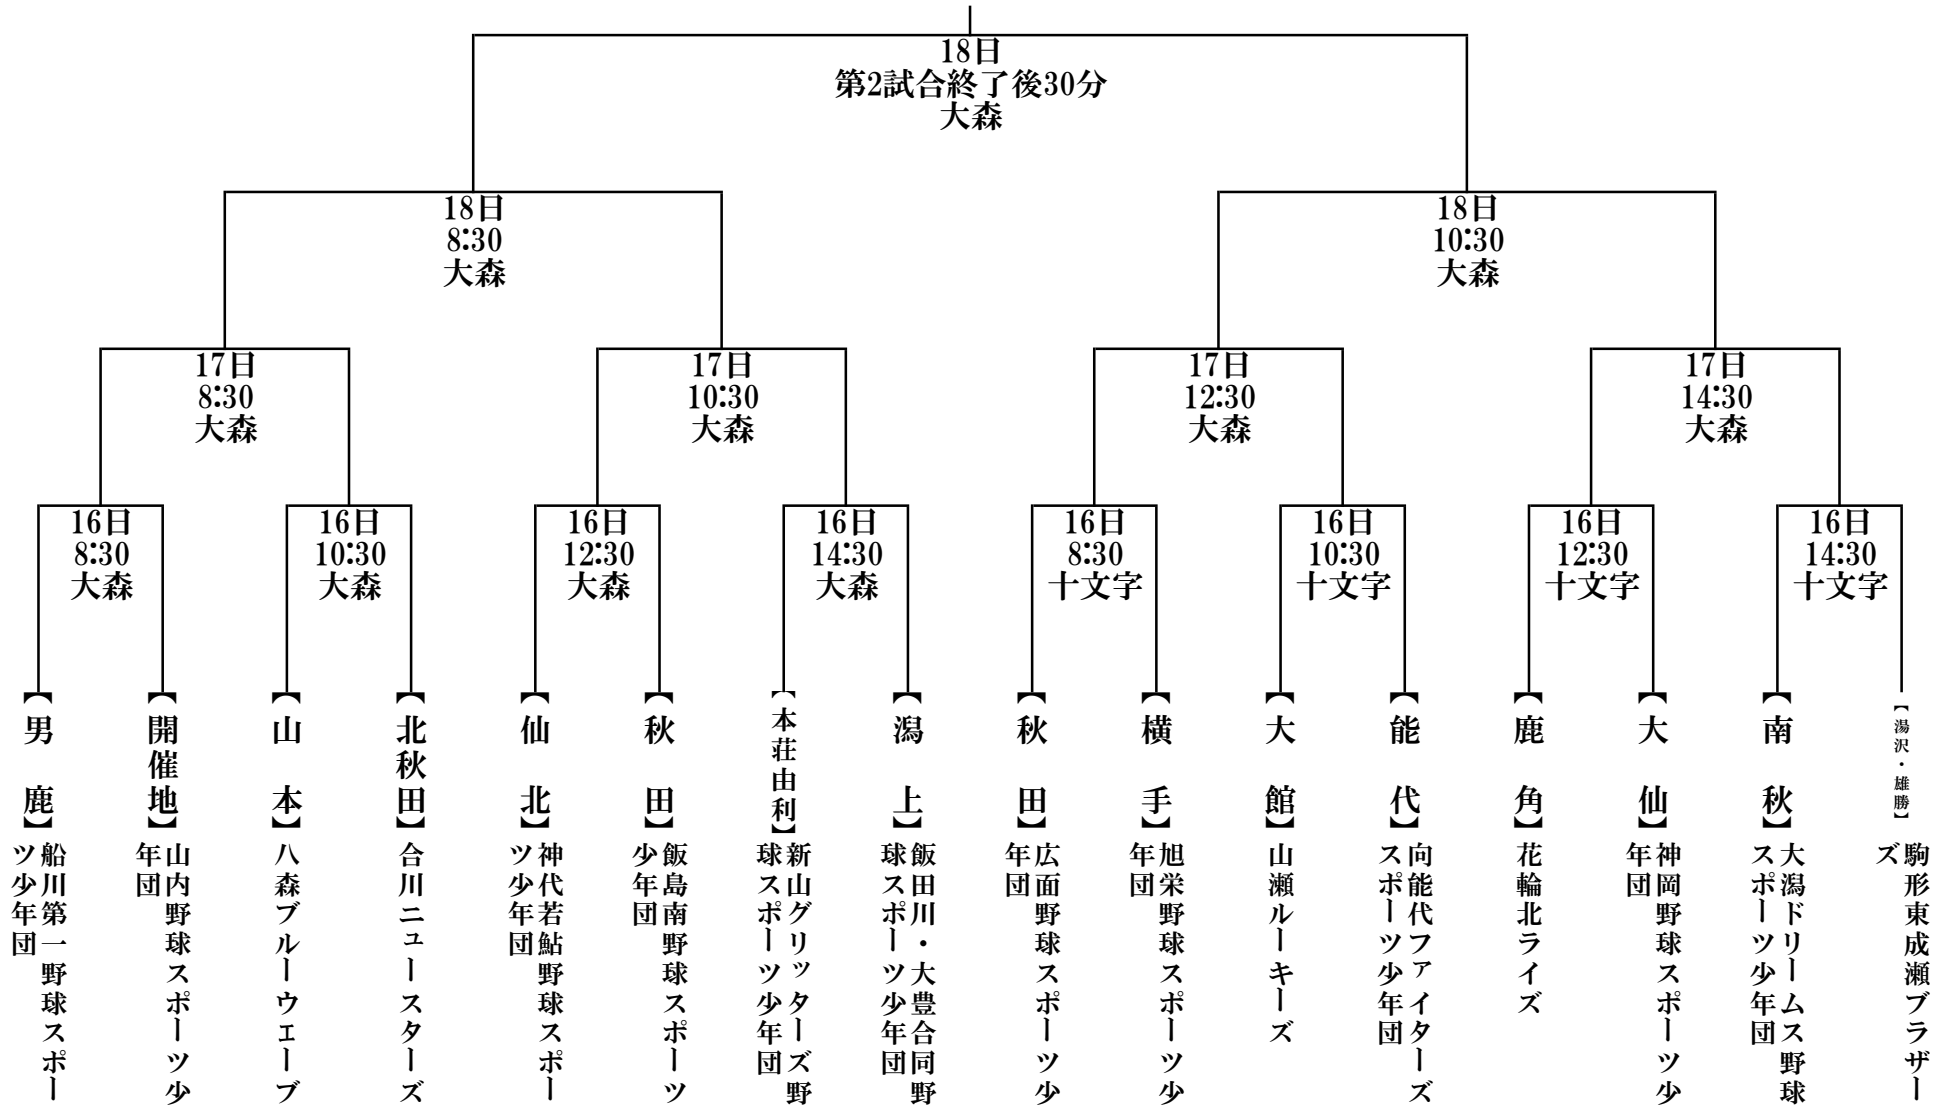 18日
第2試合終了後30分
大森
18日
8:30
大森
18日
10:30
大森
17日
8:30
大森
17日
10:30
大森
17日
12:30
大森
17日
14:30
大森
16日
8:30
大森
16日
10:30
大森
16日
12:30
大森
16日
14:30
大森
16日
8:30
十文字
16日
10:30
十文字
16日
12:30
十文字
16日
14:30
十文字
【男 鹿】
船川第一野球スポー
ツ少年団
【開催地】
山内野球スポーツ少
年団
【山 本】
八森ブルーウェーブ
【北秋田】
合川ニュースターズ
【仙 北】
神代若鮎野球スポー
ツ少年団
【秋 田】
飯島南野球スポーツ
少年団
【本荘由利】
新山グリッターズ野
球スポーツ少年団
【潟 上】
飯田川・大豊合同野
球スポーツ少年団
【秋 田】
広面野球スポーツ少
年団
【横 手】
旭栄野球スポーツ少
年団
【大 館】
山瀬ルーキーズ
【能 代】
向能代ファイターズ
スポーツ少年団
【鹿 角】
花輪北ライズ
【大 仙】
神岡野球スポーツ少
年団
【南 秋】
大潟ドリームス野球
スポーツ少年団
【湯沢・雄勝】
駒形東成瀬ブラザー
ズ